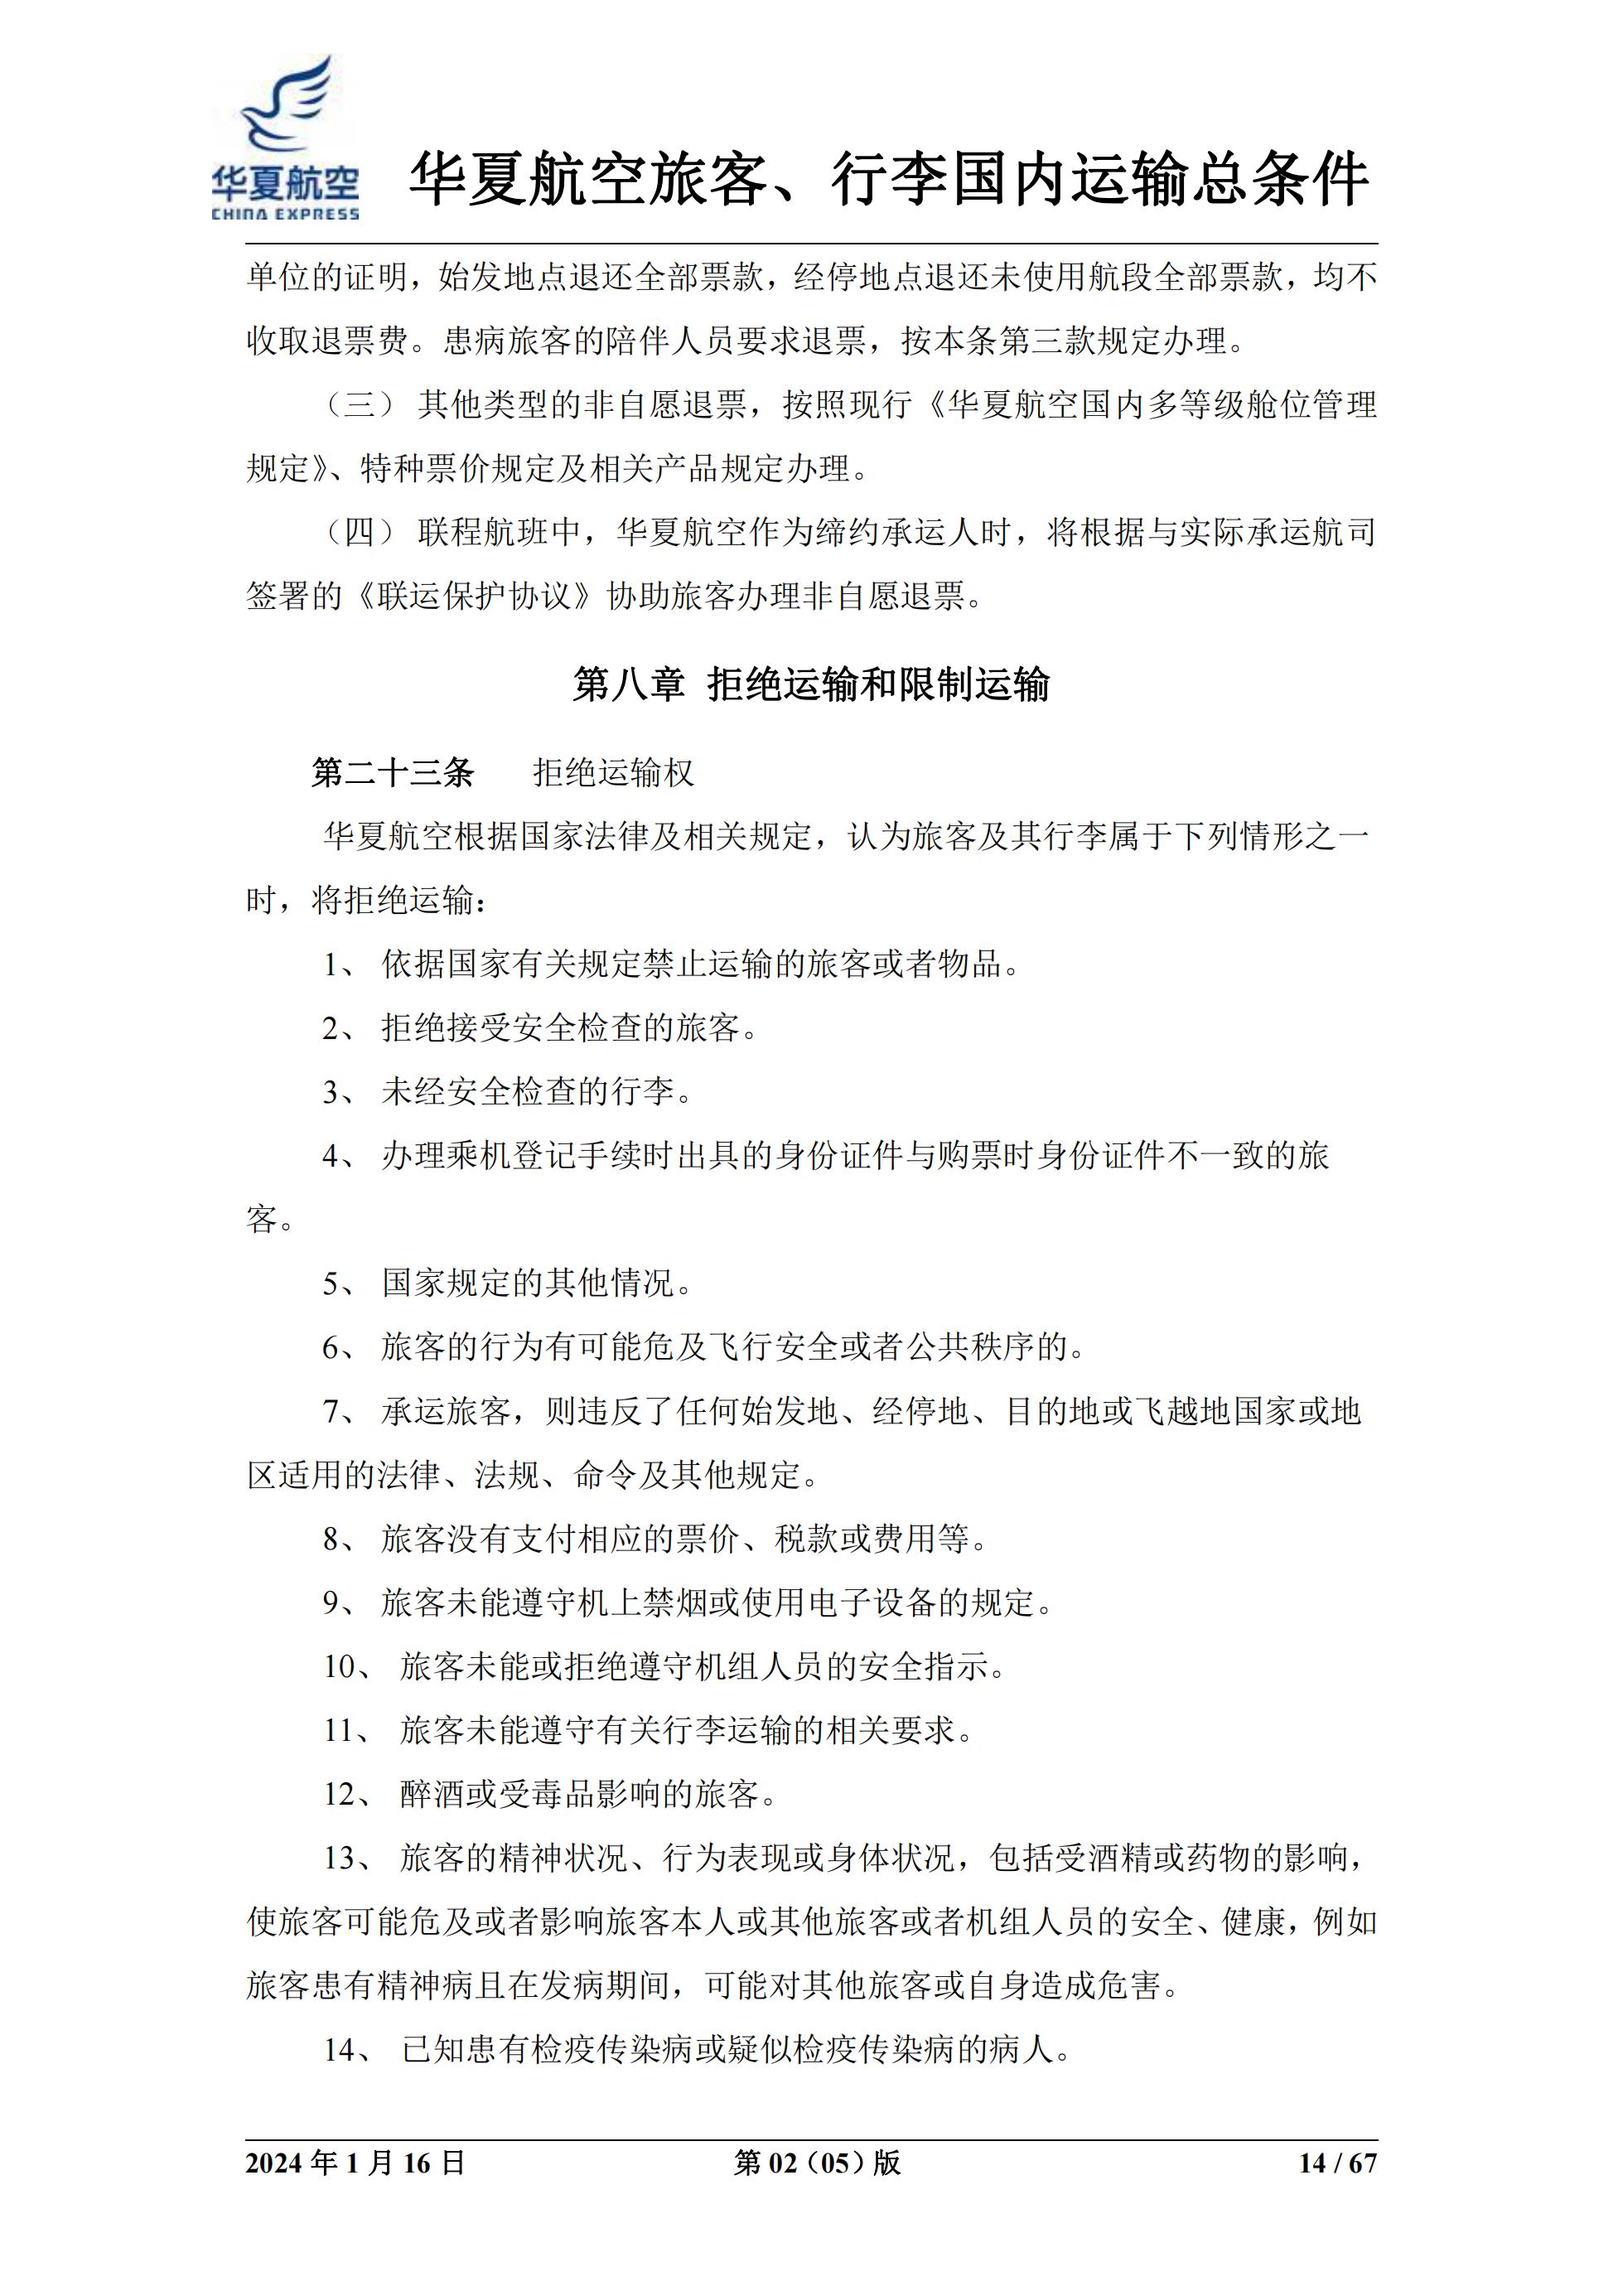 华夏航空
CHINA EXPRESS
华夏航空旅客、行李国内运输总条件
单位的证明，始发地点退还全部票款，经停地点退还未使用航段全部票款，均不
收取退票费。患病旅客的陪伴人员要求退票，按本条第三款规定办理。
（三） 其他类型的非自愿退票，按照现行《华夏航空国内多等级舱位管理
规定》、特种票价规定及相关产品规定办理。
（四） 联程航班中，华夏航空作为缔约承运人时，将根据与实际承运航司
签署的《联运保护协议》协助旅客办理非自愿退票。
第八章 拒绝运输和限制运输
第二十三条 拒绝运输权
华夏航空根据国家法律及相关规定，认为旅客及其行李属于下列情形之一
时，将拒绝运输：
1、 依据国家有关规定禁止运输的旅客或者物品。
2、 拒绝接受安全检查的旅客。
3、 未经安全检查的行李。
4、 办理乘机登记手续时出具的身份证件与购票时身份证件不一致的旅
客。
5、 国家规定的其他情况。
6、 旅客的行为有可能危及飞行安全或者公共秩序的。
7、 承运旅客，则违反了任何始发地、经停地、目的地或飞越地国家或地
区适用的法律、法规、命令及其他规定。
8、 旅客没有支付相应的票价、税款或费用等。
9、 旅客未能遵守机上禁烟或使用电子设备的规定。
10、 旅客未能或拒绝遵守机组人员的安全指示。
11、 旅客未能遵守有关行李运输的相关要求。
12、 醉酒或受毒品影响的旅客。
13、 旅客的精神状况、行为表现或身体状况，包括受酒精或药物的影响，
使旅客可能危及或者影响旅客本人或其他旅客或者机组人员的安全、健康，例如
旅客患有精神病且在发病期间，可能对其他旅客或自身造成危害。
14、 已知患有检疫传染病或疑似检疫传染病的病人。
2024 年 1 月 16 日 第 02（05）版 14 / 67